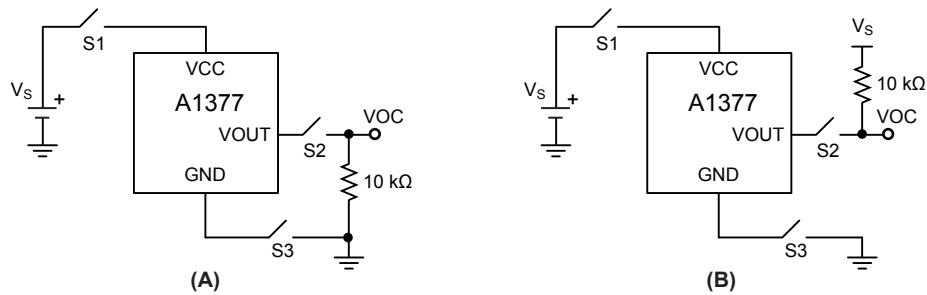 S1
VCC
V_S
+
A1377
VOUT
VOC
S2
GND
10 kΩ
S3
(A)
S1
V_S
VCC
10 kΩ
V_S
+
A1377
VOUT
VOC
S2
GND
S3
(B)